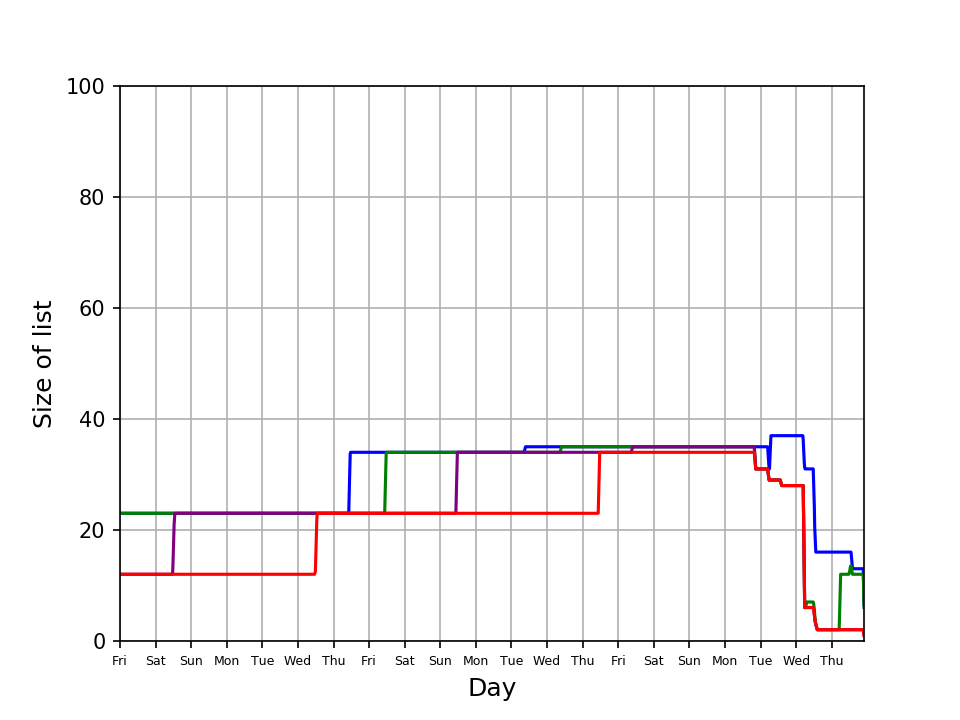 100
80
60
40
20
0
Size of list
Fri Sat Sun Mon Tue Wed Thu Fri Sat Sun Mon Tue Wed Thu Fri Sat Sun Mon Tue Wed Thu
Day